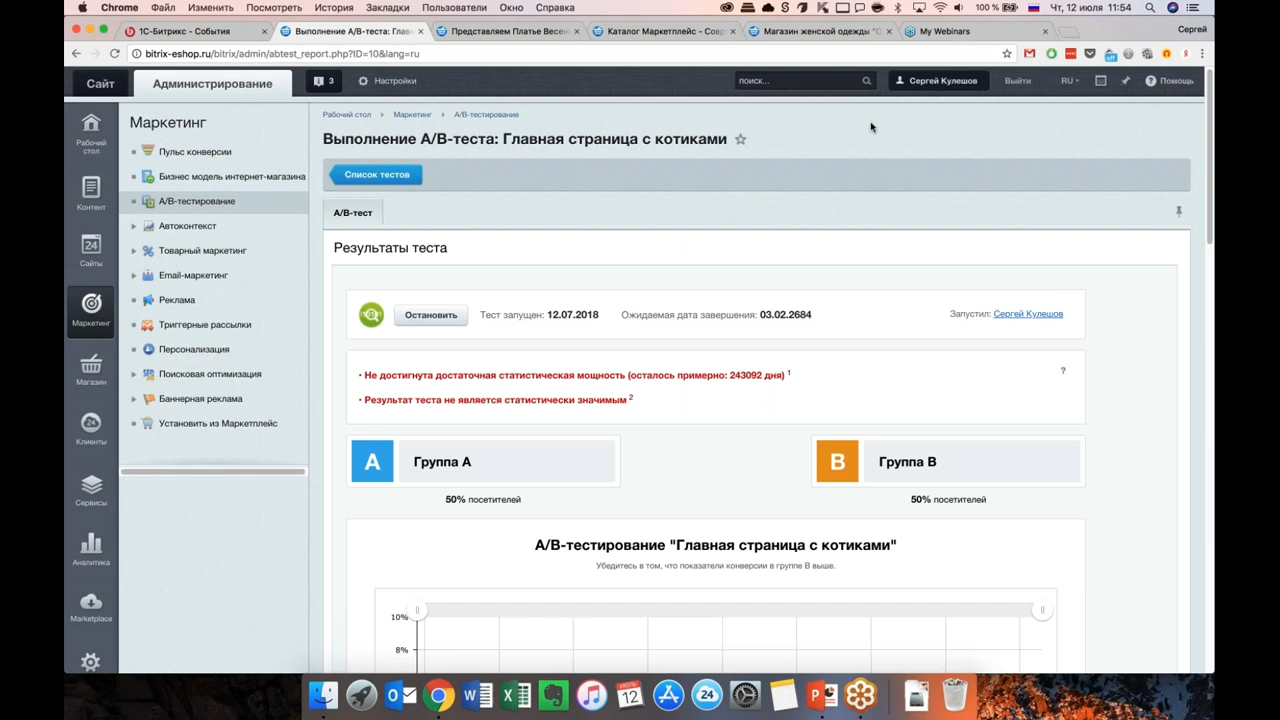 Chrome Файл Изменить Посмотреть История Закладки Пользователи Окно Справка 100 % Чт, 12 июля 11:54
1С-Битрикс - События
Выполнение А/В-теста: Глав
Представляем Платье Весен
Каталог Маркетплейс - Совр
Магазин женской одежды "О
My Webinars
Сергей
bitrix-eshop.ru/bitrix/admin/abtest_report.php?ID=10&lang=ru
Сайт Администрирование 3 Настройки поиск... Сергей Кулешов Выйти RU Помощь
Рабочий стол
Контент
Сайты
Маркетинг
Магазин
Клиенты
Сервисы
Аналитика
Marketplace
Маркетинг
Пульс конверсии
Бизнес модель интернет-магазина
А/В-тестирование
Автоконтекст
Товарный маркетинг
Email-маркетинг
Реклама
Триггерные рассылки
Персонализация
Поисковая оптимизация
Баннерная реклама
Установить из Маркетплейс
Рабочий стол Маркетинг А/В-тестирование
Выполнение А/В-теста: Главная страница с котиками
Список тестов
А/В-тест
Результаты теста
Остановить Тест запущен: 12.07.2018 Ожидаемая дата завершения: 03.02.2684 Запустил: Сергей Кулешов
• Не достигнута достаточная статистическая мощность (осталось примерно: 243092 дня) 1 ?
• Результат теста не является статистически значимым 2
A Группа А B Группа В
50% посетителей 50% посетителей
А/В-тестирование "Главная страница с котиками"
Убедитесь в том, что показатели конверсии в группе В выше.
10%
8%